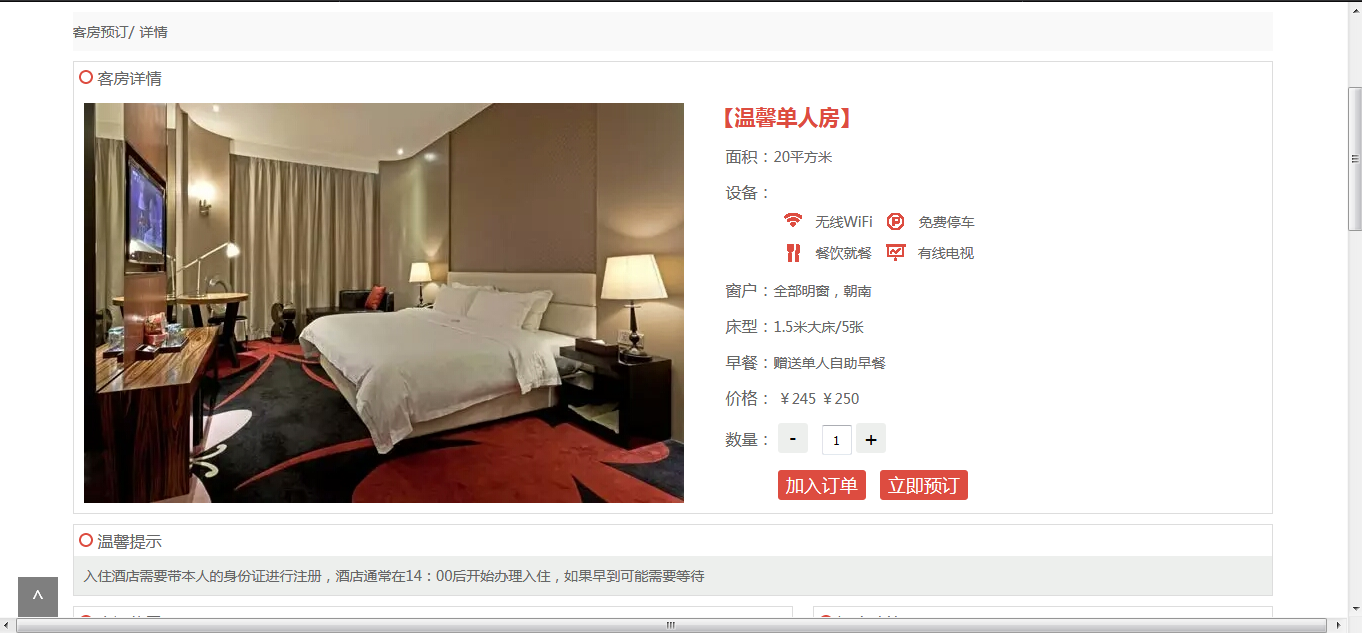 客房预订/ 详情
客房详情
【温馨单人房】
面积：20平方米
设备：
无线WiFi 免费停车
餐饮就餐 有线电视
窗户：全部明窗，朝南
床型：1.5米大床/5张
早餐：赠送单人自助早餐
价格：￥245 ￥250
数量： - 1 +
加入订单 立即预订
温馨提示
入住酒店需要带本人的身份证进行注册，酒店通常在14：00后开始办理入住，如果早到可能需要等待
^